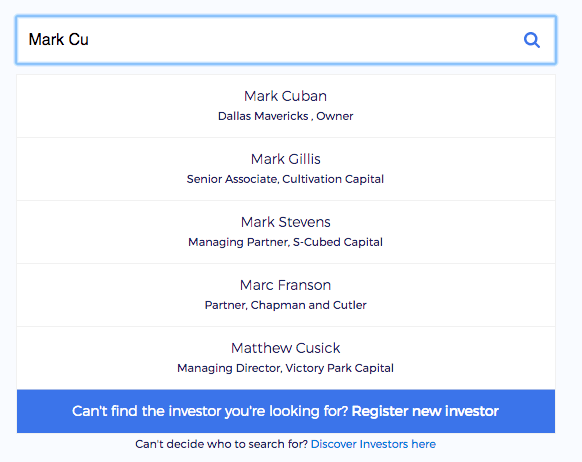 Mark Cu
Mark Cuban
Dallas Mavericks , Owner
Mark Gillis
Senior Associate, Cultivation Capital
Mark Stevens
Managing Partner, S-Cubed Capital
Marc Franson
Partner, Chapman and Cutler
Matthew Cusick
Managing Director, Victory Park Capital
Can't find the investor you're looking for? Register new investor
Can't decide who to search for? Discover Investors here